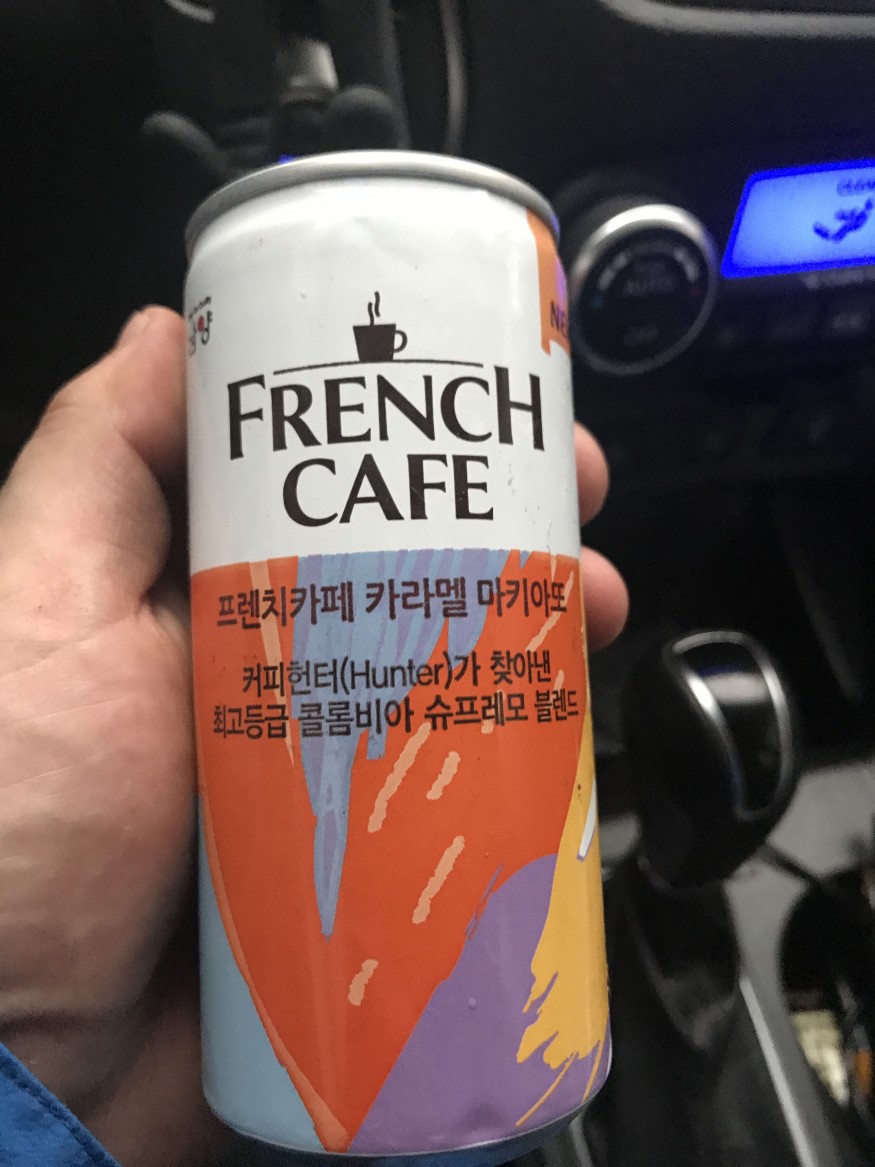 FRENCH
CAFE
프렌치카페 카라멜 마키아또
커피헌터(Hunter)가 찾아낸
최고등급 콜롬비아 슈프레모 블렌드
AUTO